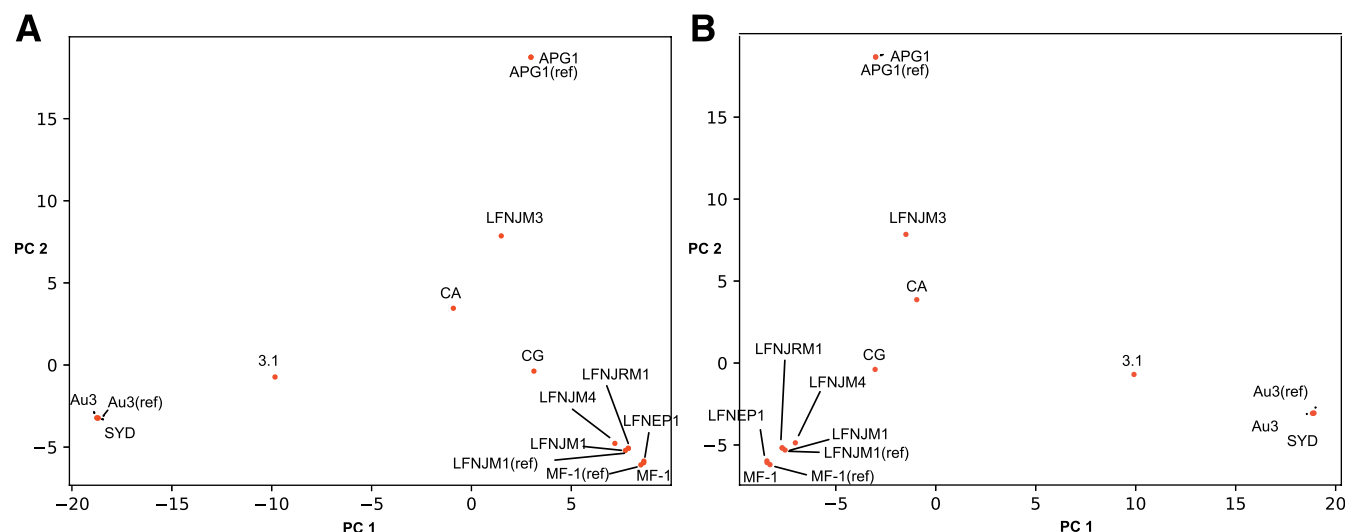 A
APG1
APG1(ref)
15
10
LFNJM3
PC 2
5
CA
0
3.1
CG
LFNJRM1
LFNJM4
Au3
Au3(ref)
SYD
LFNEP1
−5
LFNJM1
LFNJM1(ref)
MF-1(ref)
MF-1
−20 −15 −10 −5 0 5
PC 1
B
APG1
APG1(ref)
15
10
LFNJM3
PC 2
5
CA
0
LFNJRM1
CG
3.1
LFNJM4
Au3(ref)
LFNEP1
Au3
LFNJM1
SYD
−5
LFNJM1(ref)
MF-1
MF-1(ref)
−5 0 5 10 15 20
PC 1